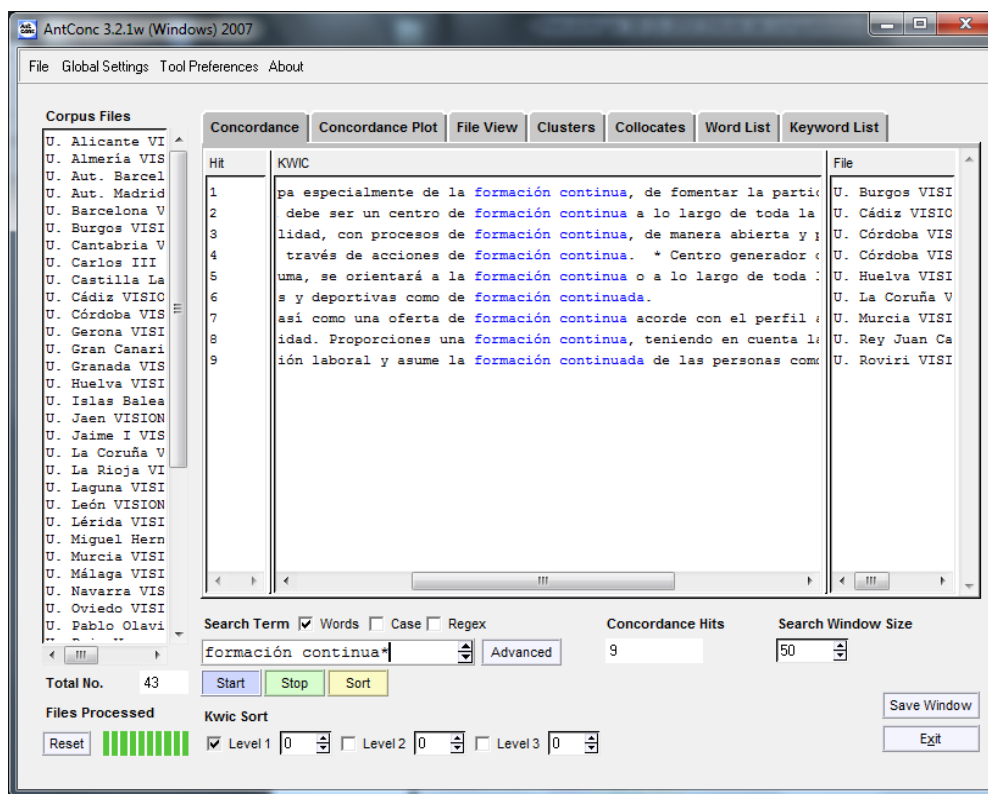 AntConc 3.2.1w (Windows) 2007
File Global Settings Tool Preferences About
Corpus Files
U. Alicante VI
U. Almería VIS
U. Aut. Barcel
U. Aut. Madrid
U. Barcelona V
U. Burgos VISI
U. Cantabria V
U. Carlos III
U. Castilla La
U. Cádiz VISIO
U. Córdoba VIS
U. Gerona VISI
U. Gran Canari
U. Granada VIS
U. Huelva VISI
U. Islas Balea
U. Jaen VISION
U. Jaime I VIS
U. La Coruña V
U. La Rioja VI
U. Laguna VISI
U. León VISION
U. Lérida VISI
U. Miguel Hern
U. Murcia VISI
U. Málaga VISI
U. Navarra VIS
U. Oviedo VISI
U. Pablo Olavi
Total No. 43
Files Processed
Reset
Concordance Concordance Plot File View Clusters Collocates Word List Keyword List
Hit KWIC File
1 pa especialmente de la formación continua, de fomentar la partic U. Burgos VISI
2 debe ser un centro de formación continua a lo largo de toda la U. Cádiz VISIO
3 lidad, con procesos de formación continua, de manera abierta y U. Córdoba VIS
4 través de acciones de formación continua. * Centro generador U. Córdoba VIS
5 uma, se orientará a la formación continua o a lo largo de toda U. Huelva VISI
6 s y deportivas como de formación continuada. U. La Coruña V
7 así como una oferta de formación continua acorde con el perfil U. Murcia VISI
8 idad. Proporciones una formación continua, teniendo en cuenta U. Rey Juan Ca
9 ión laboral y asume la formación continuada de las personas como U. Roviri VISI
Search Term Words Case Regex Concordance Hits Search Window Size
formación continua* Advanced 9 50
Start Stop Sort
Kwic Sort
Level 1 0 Level 2 0 Level 3 0
Save Window
Exit